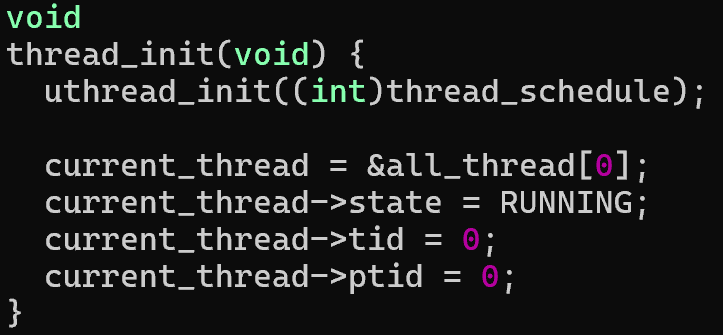 void
thread_init(void) {
  uthread_init((int)thread_schedule);

  current_thread = &all_thread[0];
  current_thread->state = RUNNING;
  current_thread->tid = 0;
  current_thread->ptid = 0;
}